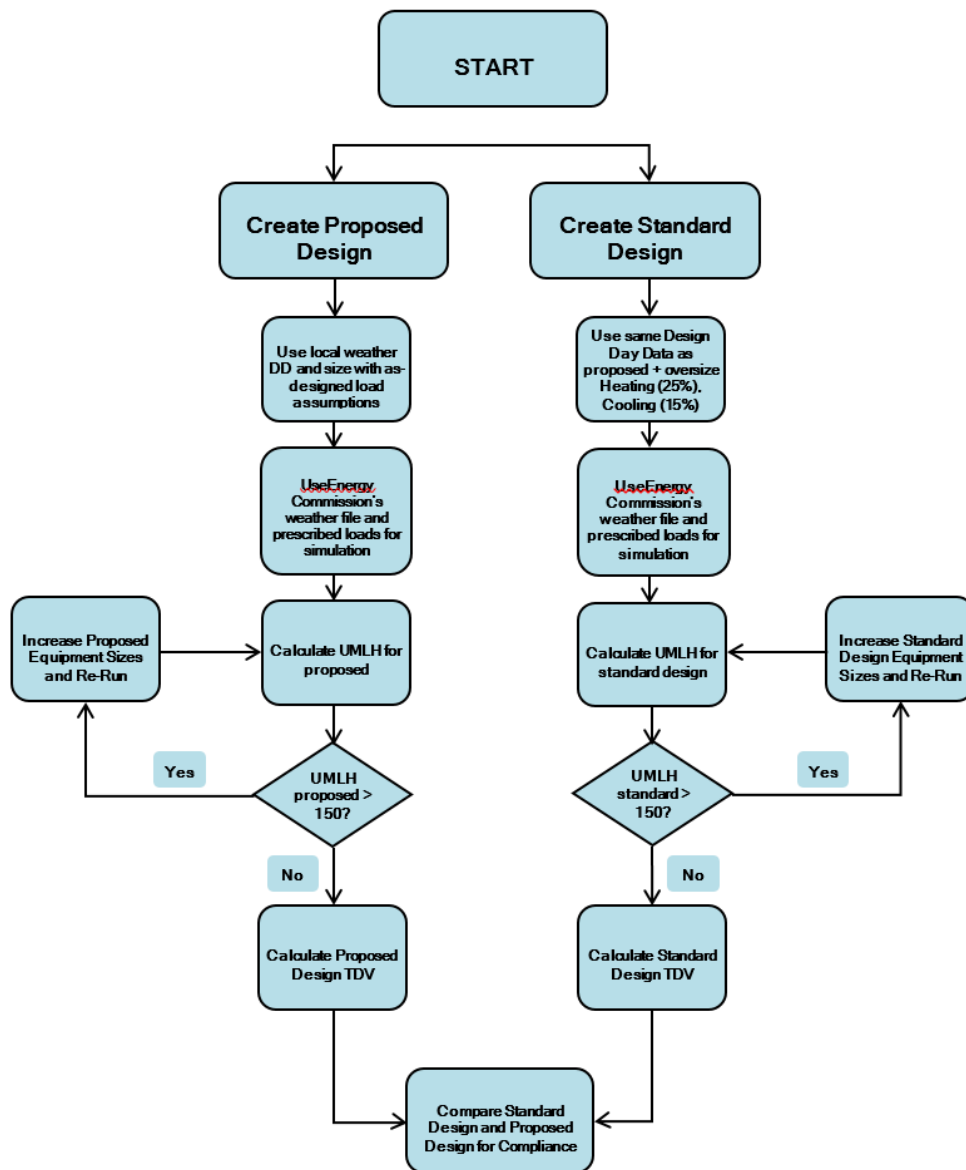 START
Create Proposed
Design
Create Standard
Design
Use local weather
DD and size with as-
designed load
assumptions
Use same Design
Day Data as
proposed + oversize
Heating (25%),
Cooling (15%)
UseEnergy
Commission's
weather file and
prescribed loads for
simulation
UseEnergy
Commission's
weather file and
prescribed loads for
simulation
Increase Proposed
Equipment Sizes
and Re-Run
Calculate UMLH for
proposed
Calculate UMLH for
standard design
Increase Standard
Design Equipment
Sizes and Re-Run
Yes
UMLH
proposed >
150?
UMLH
standard >
150?
Yes
No
No
Calculate Proposed
Design TDV
Calculate Standard
Design TDV
Compare Standard
Design and Proposed
Design for Compliance